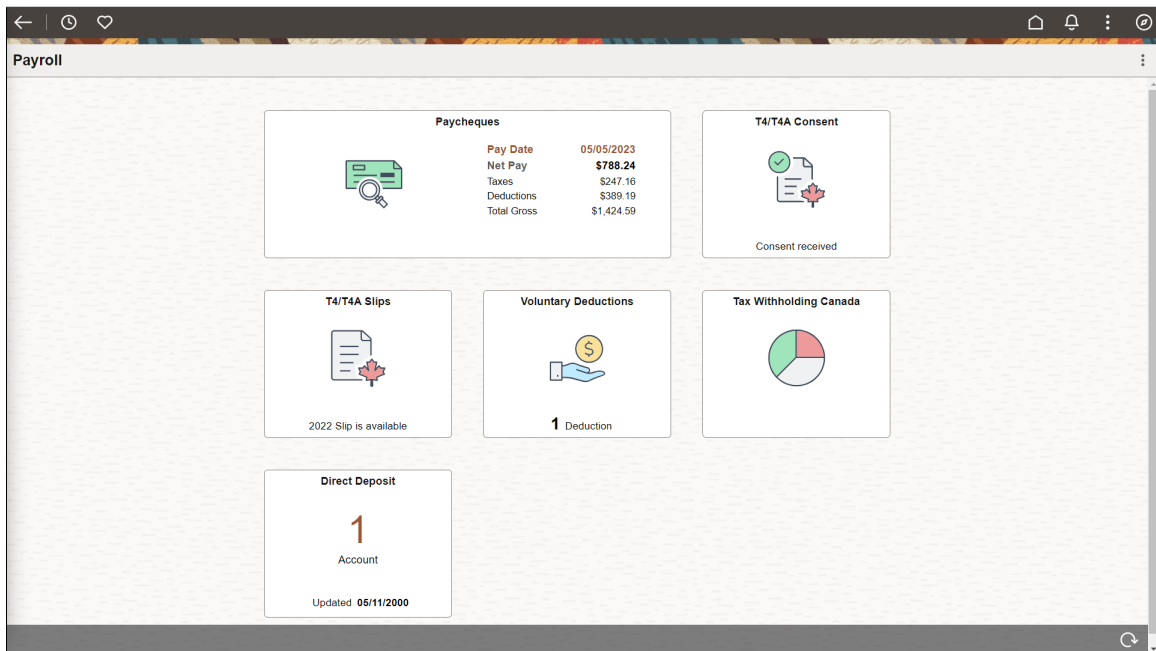 Payroll
Paycheques
Pay Date 05/05/2023
Net Pay $788.24
Taxes $247.16
Deductions $389.19
Total Gross $1,424.59
T4/T4A Consent
Consent received
T4/T4A Slips
2022 Slip is available
Voluntary Deductions
$
1 Deduction
Tax Withholding Canada
Direct Deposit
1
Account
Updated 05/11/2000